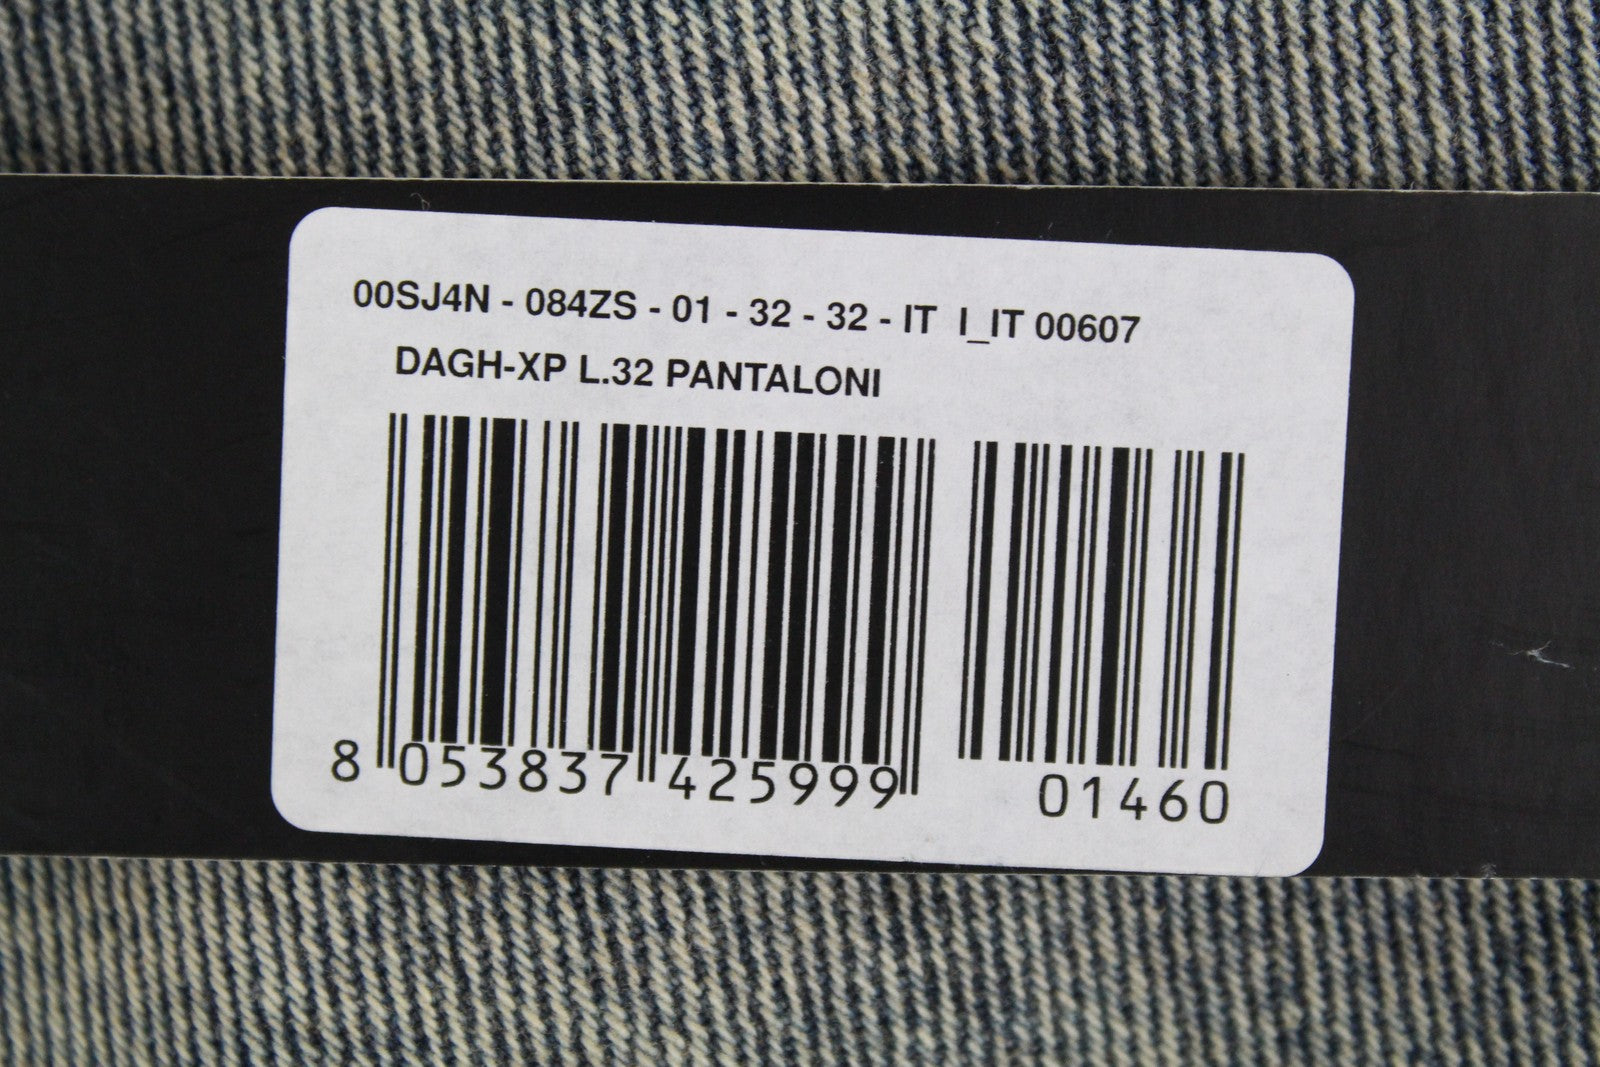 00SJ4N - 084ZS - 01 - 32 - 32 - IT I_IT 00607
DAGH-XP L.32 PANTALONI
8 053837 425999 01460